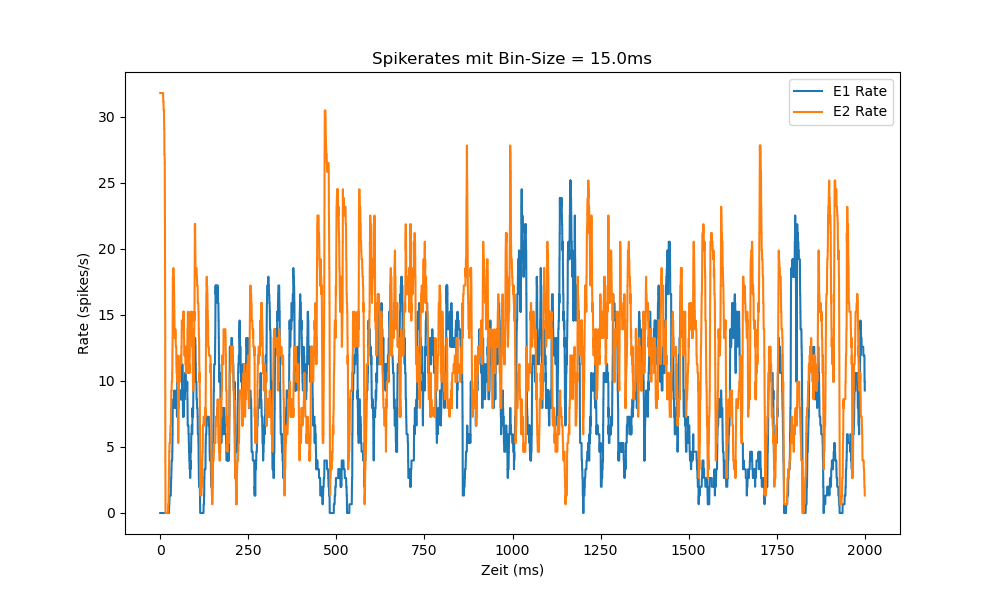 Spikerates mit Bin-Size = 15.0ms
E1 Rate
E2 Rate
Rate (spikes/s)
30
25
20
15
10
5
0
0 250 500 750 1000 1250 1500 1750 2000
Zeit (ms)